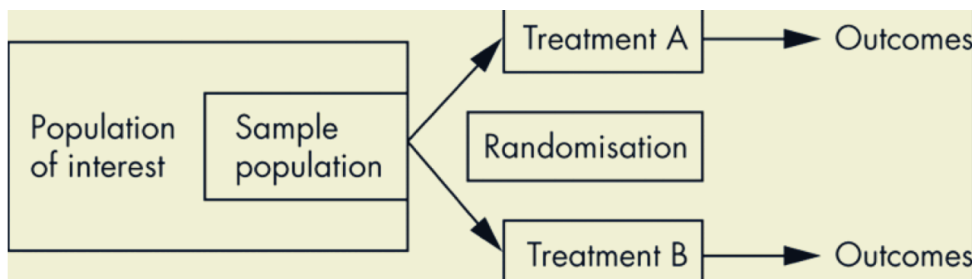 Treatment A
Outcomes
Population
of interest
Sample
population
Randomisation
Treatment B
Outcomes